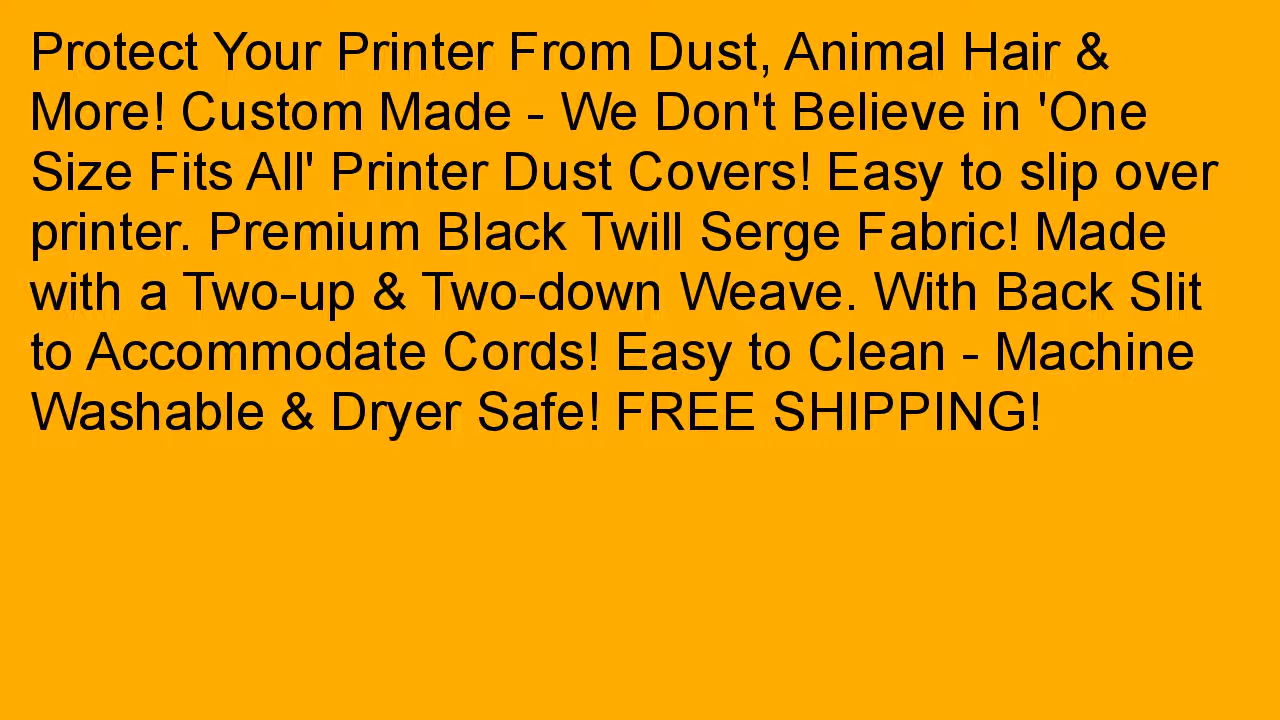 Protect Your Printer From Dust, Animal Hair &
More! Custom Made - We Don't Believe in 'One
Size Fits All' Printer Dust Covers! Easy to slip over
printer. Premium Black Twill Serge Fabric! Made
with a Two-up & Two-down Weave. With Back Slit
to Accommodate Cords! Easy to Clean - Machine
Washable & Dryer Safe! FREE SHIPPING!